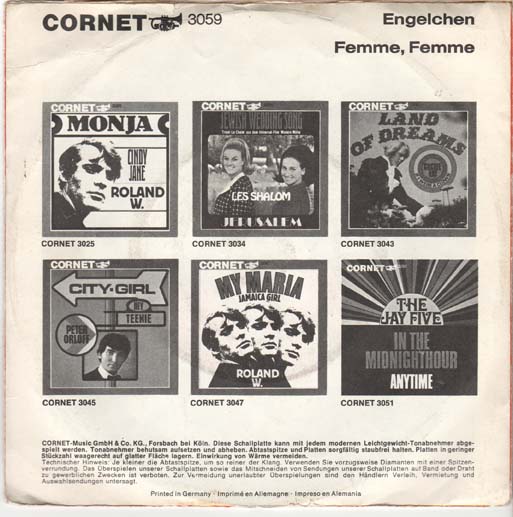 CORNET 3059
Engelchen
Femme, Femme
CORNET
MONJA
CINDY
JANE
ROLAND
W.
CORNET 3025
CORNET
JEWISH WEDDING SONG
LES SHALOM
JERUSALEM
CORNET 3034
CORNET
LAND
OF DREAMS
CORNET 3043
CORNET
CITY-GIRL
HEY
TEENIE
PETER
ORLOFF
CORNET 3045
CORNET
MY MARIA
JAMAICA GIRL
ROLAND W.
CORNET 3047
CORNET
THE
JAY FIVE
IN THE
MIDNIGHTHOUR
ANYTIME
CORNET 3051
CORNET-Music GmbH & Co. KG., Forsbach bei Köln. Diese Schallplatte kann mit jedem modernen Leichtgewicht-Tonabnehmer abge-
spielt werden. Tonabnehmer behutsam aufsetzen und abheben. Abtastspitze und Platten sorgfältig staubfrei halten. Platten in geringer
Stückzahl waagerecht auf glatter Fläche lagern. Einwirkung von Wärme vermeiden.
Technischer Hinweis: Je kleiner die Abtastspitze, um so reiner der Klang. Verwenden Sie vorzugsweise Diamanten mit einer Spitzen-
verrundung. Das Überspielen unserer Schallplatten sowie das Mitschneiden von Sendungen unserer Schallplatten auf Band oder Draht
zu gewerblichen Zwecken ist verboten. Zur Vermeidung unerlaubter Überspielungen sind den Händlern Verleih, Vermietung und
Auswahlsendungen untersagt.
Printed in Germany · Imprimé en Allemagne · Impreso en Alemania